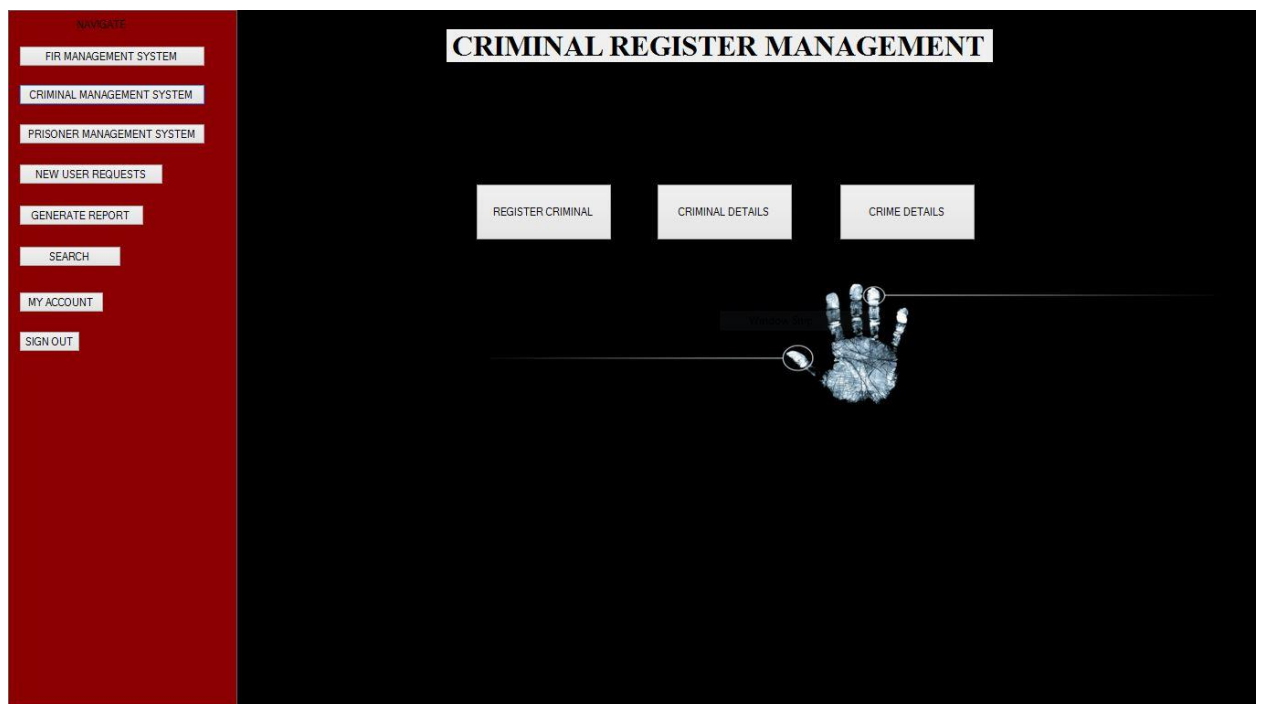 NAVIGATE
FIR MANAGEMENT SYSTEM
CRIMINAL MANAGEMENT SYSTEM
PRISONER MANAGEMENT SYSTEM
NEW USER REQUESTS
GENERATE REPORT
SEARCH
MY ACCOUNT
SIGN OUT
CRIMINAL REGISTER MANAGEMENT
REGISTER CRIMINAL
CRIMINAL DETAILS
CRIME DETAILS